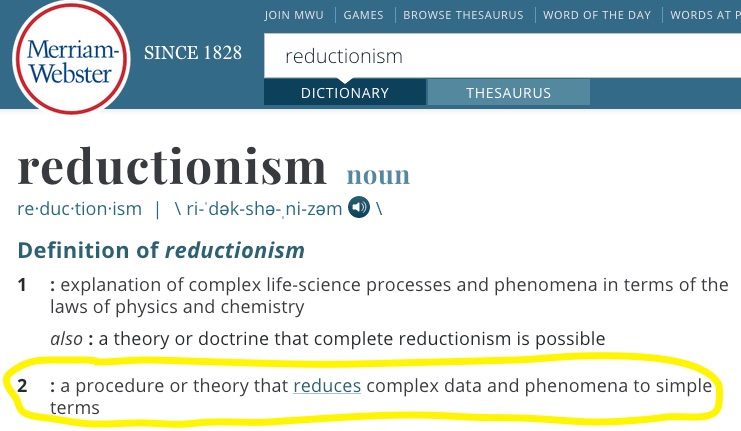 JOIN MWU | GAMES | BROWSE THESAURUS | WORD OF THE DAY | WORDS AT P
Merriam-
Webster
SINCE 1828
reductionism
DICTIONARY THESAURUS
reductionism noun
re·duc·tion·ism | \ ri-ˈdək-shə-ˌni-zəm \
Definition of reductionism
1 : explanation of complex life-science processes and phenomena in terms of the
laws of physics and chemistry
also : a theory or doctrine that complete reductionism is possible
2 : a procedure or theory that reduces complex data and phenomena to simple
terms